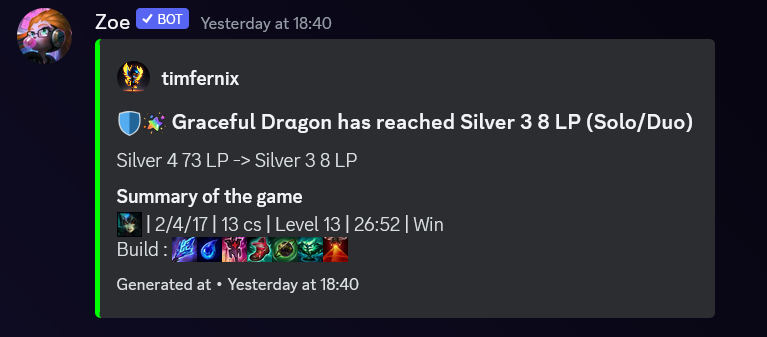 Zoe BOT Yesterday at 18:40
timfernix
Graceful Dragon has reached Silver 3 8 LP (Solo/Duo)
Silver 4 73 LP -> Silver 3 8 LP
Summary of the game
| 2/4/17 | 13 cs | Level 13 | 26:52 | Win
Build :
Generated at • Yesterday at 18:40